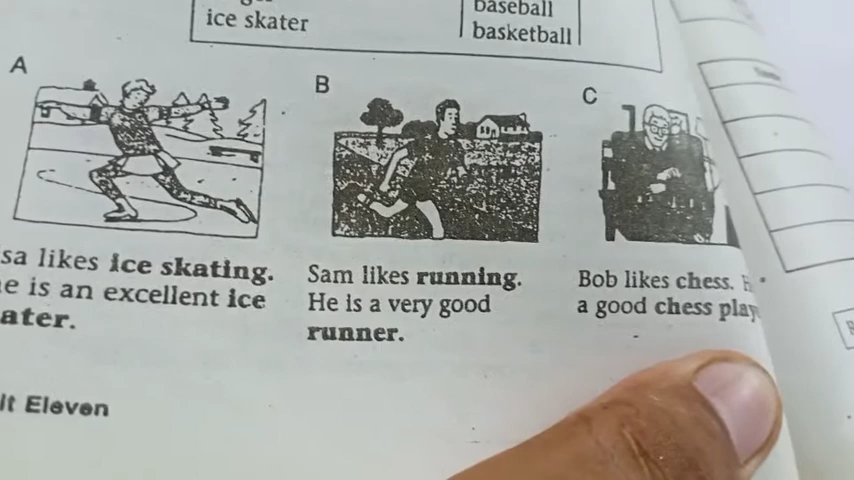 ice skater
baseball
basketball
A
B
C
sa likes ice skating.
e is an excellent ice
ater.
Sam likes running.
He is a very good
runner.
Bob likes chess. H
a good chess play
it Eleven